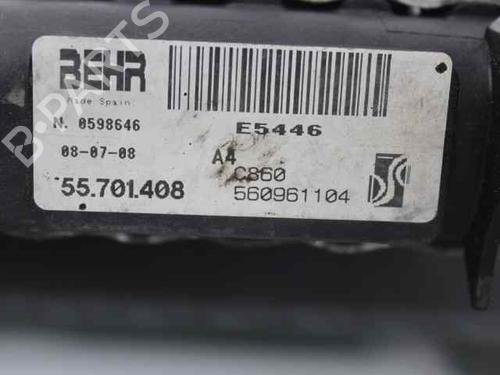 BEHR
Made Spain
N. 0598646
E5446
08-07-08
A4
C860
55.701.408
560961104
B-PARTS